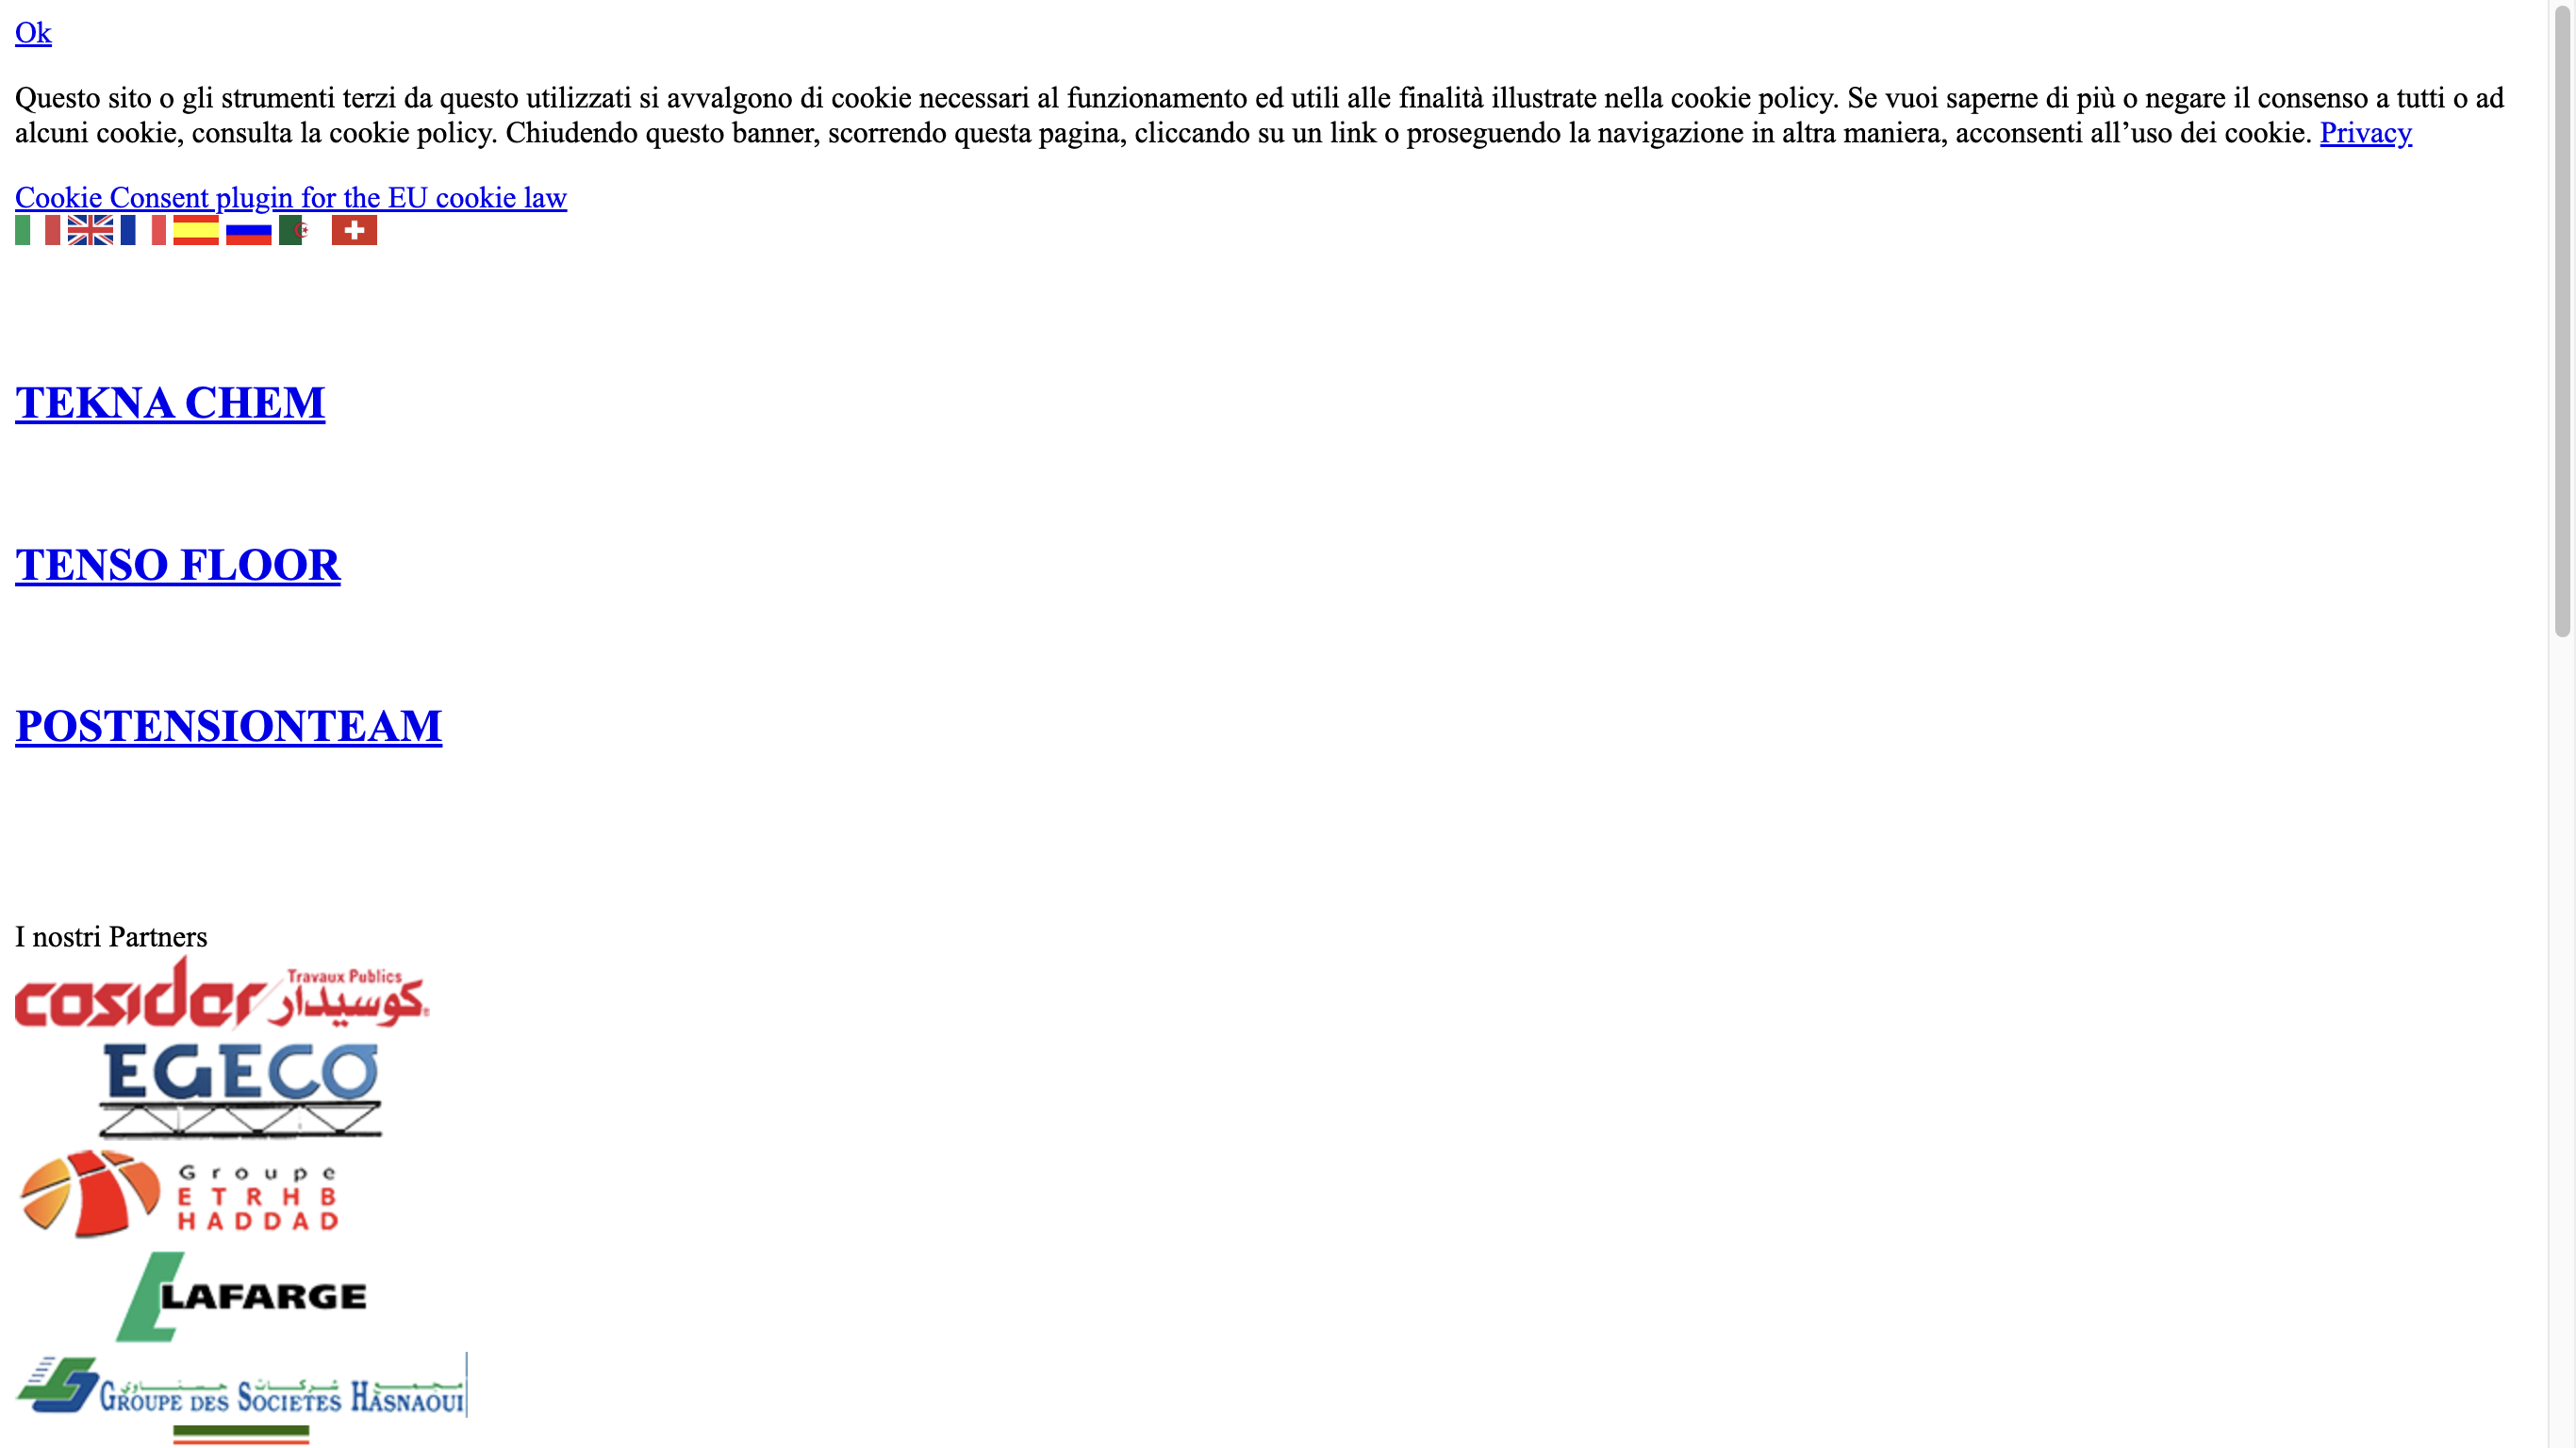 Ok
Questo sito o gli strumenti terzi da questo utilizzati si avvalgono di cookie necessari al funzionamento ed utili alle finalità illustrate nella cookie policy. Se vuoi saperne di più o negare il consenso a tutti o ad
alcuni cookie, consulta la cookie policy. Chiudendo questo banner, scorrendo questa pagina, cliccando su un link o proseguendo la navigazione in altra maniera, acconsenti all’uso dei cookie. Privacy
Cookie Consent plugin for the EU cookie law
TEKNA CHEM
TENSO FLOOR
POSTENSIONTEAM
I nostri Partners
Travaux Publics
cosider كوسيدار
EGECO
Groupe
ETRHB
HADDAD
LAFARGE
مجمع شركات حسناوي
GROUPE DES SOCIETES HASNAOUI